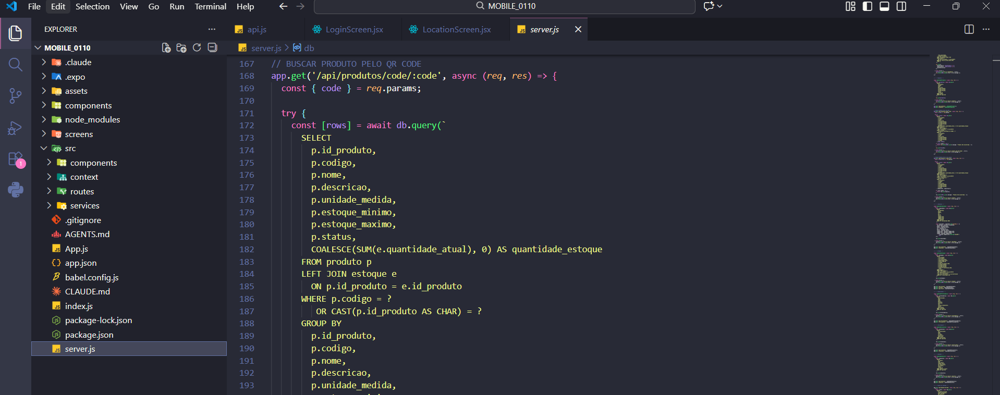 File Edit Selection View Go Run Terminal Help
MOBILE_0110
EXPLORER
MOBILE_0110
.claude
.expo
assets
components
node_modules
screens
src
components
context
routes
services
.gitignore
AGENTS.md
App.js
app.json
babel.config.js
CLAUDE.md
index.js
package-lock.json
package.json
server.js
1
api.js LoginScreen.jsx LocationScreen.jsx server.js
server.js > db
167 // BUSCAR PRODUTO PELO QR CODE
168 app.get('/api/produtos/code/:code', async (req, res) => {
169 const { code } = req.params;
170
171 try {
172 const [rows] = await db.query(`
173 SELECT
174 p.id_produto,
175 p.codigo,
176 p.nome,
177 p.descricao,
178 p.unidade_medida,
179 p.estoque_minimo,
180 p.estoque_maximo,
181 p.status,
182 COALESCE(SUM(e.quantidade_atual), 0) AS quantidade_estoque
183 FROM produto p
184 LEFT JOIN estoque e
185 ON p.id_produto = e.id_produto
186 WHERE p.codigo = ?
187 OR CAST(p.id_produto AS CHAR) = ?
188 GROUP BY
189 p.id_produto,
190 p.codigo,
191 p.nome,
192 p.descricao,
193 p.unidade_medida,